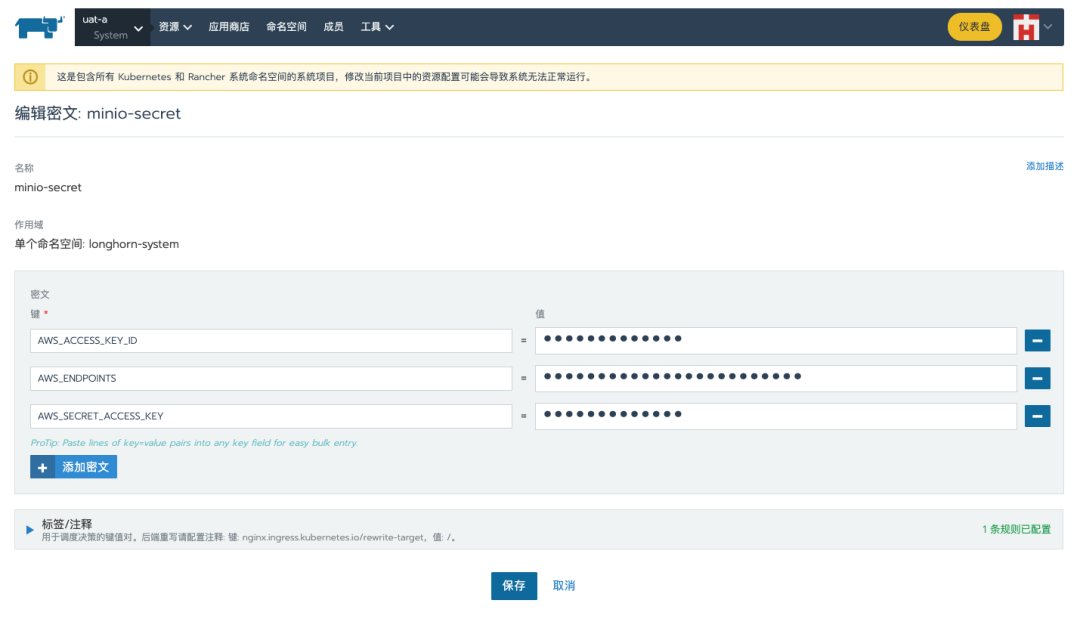 uat-a
System
资源
应用商店
命名空间
成员
工具
仪表盘
这是包含所有 Kubernetes 和 Rancher 系统命名空间的系统项目，修改当前项目中的资源配置可能会导致系统无法正常运行。
编辑密文: minio-secret
名称
添加描述
minio-secret
作用域
单个命名空间: longhorn-system
密文
键 *
值
AWS_ACCESS_KEY_ID
= ●●●●●●●●●●●●●
AWS_ENDPOINTS
= ●●●●●●●●●●●●●●●●●●●●●●●●
AWS_SECRET_ACCESS_KEY
= ●●●●●●●●●●●●●
ProTip: Paste lines of key=value pairs into any key field for easy bulk entry.
+ 添加密文
标签/注释
用于调度决策的键值对。后端重写请配置注释: 键: nginx.ingress.kubernetes.io/rewrite-target，值: /。
1 条规则已配置
保存
取消